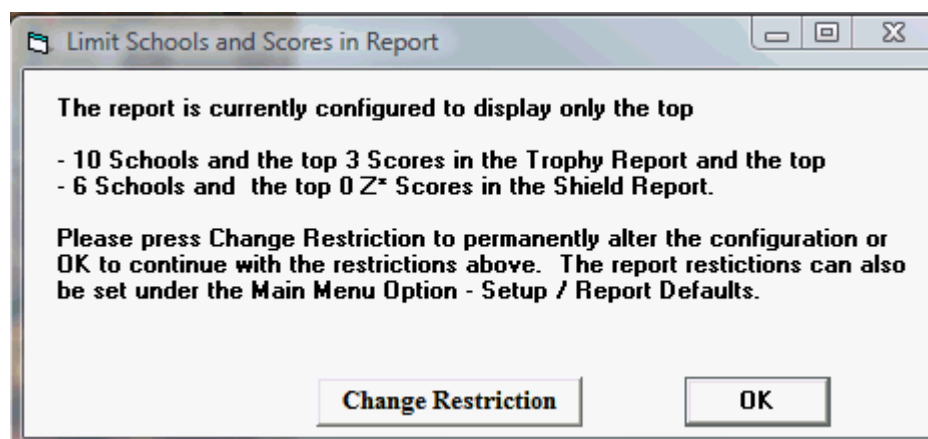 Limit Schools and Scores in Report
The report is currently configured to display only the top
- 10 Schools and the top 3 Scores in the Trophy Report and the top
- 6 Schools and the top 0 Z* Scores in the Shield Report.
Please press Change Restriction to permanently alter the configuration or
OK to continue with the restrictions above. The report restictions can also
be set under the Main Menu Option - Setup / Report Defaults.
Change Restriction
OK